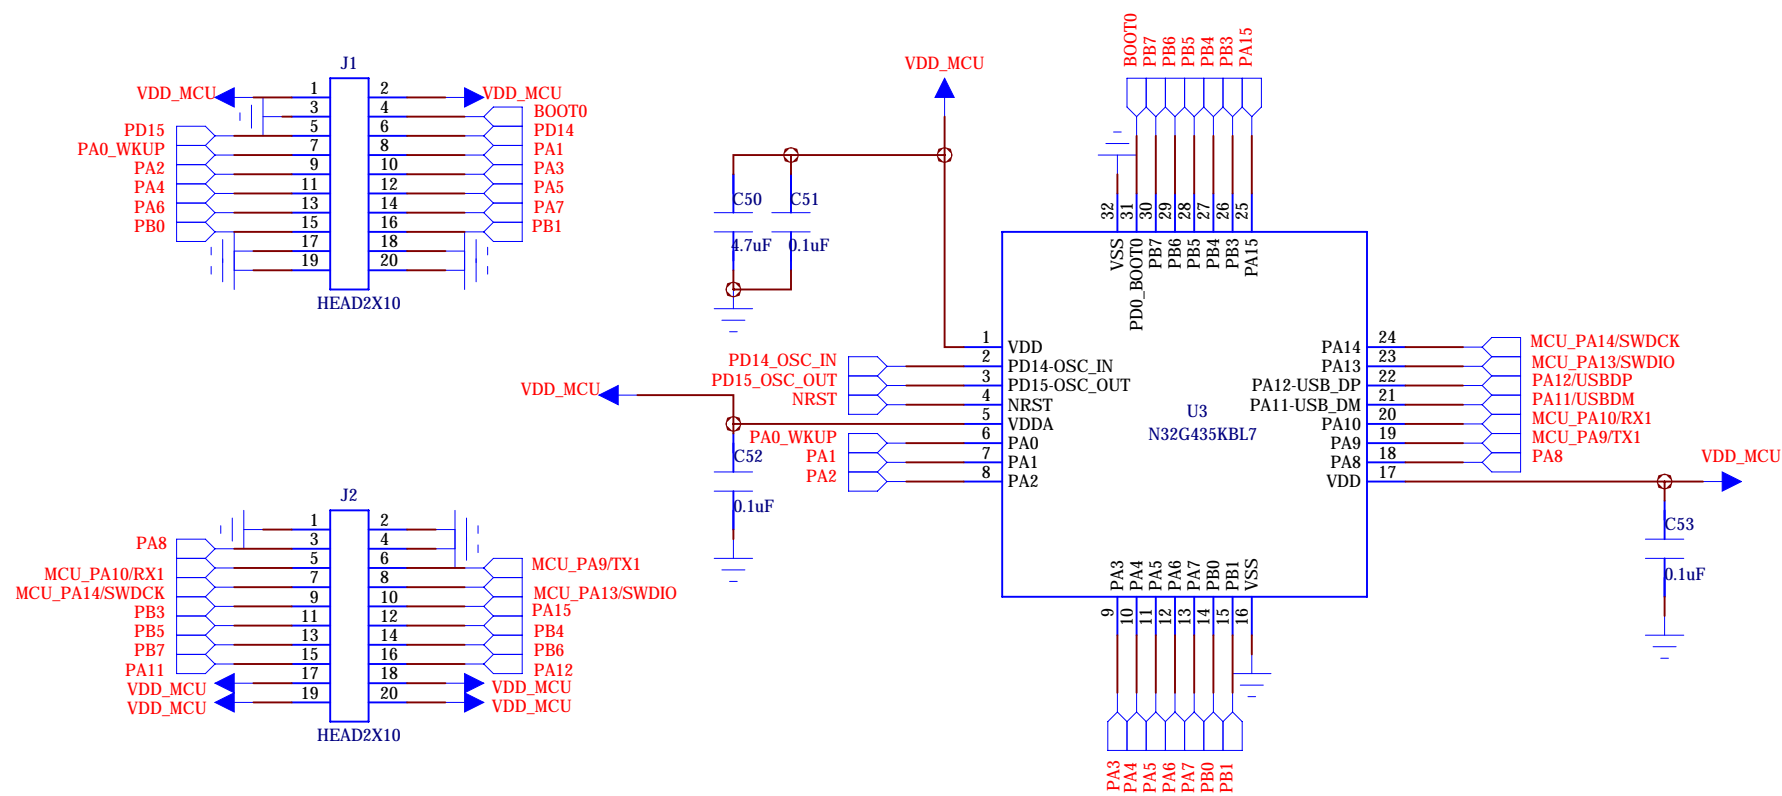 J1
VDD_MCU 1 2 VDD_MCU
3 4 BOOT0
PD15 5 6 PD14
PA0_WKUP 7 8 PA1
PA2 9 10 PA3
PA4 11 12 PA5
PA6 13 14 PA7
PB0 15 16 PB1
17 18
19 20
HEAD2X10
J2
1 2
PA8 3 4
MCU_PA10/RX1 5 6 MCU_PA9/TX1
MCU_PA14/SWDCK 7 8 MCU_PA13/SWDIO
PB3 9 10 PA15
PB5 11 12 PB4
PB7 13 14 PB6
PA11 15 16 PA12
VDD_MCU 17 18 VDD_MCU
VDD_MCU 19 20 VDD_MCU
HEAD2X10
VDD_MCU
C50
4.7uF
C51
0.1uF
VDD_MCU
C52
0.1uF
BOOT0
PB7
PB6
PB5
PB4
PB3
PA15
32
31
30
29
28
27
26
25
VSS
PD0_BOOT0
PB7
PB6
PB5
PB4
PB3
PA15
1 VDD
PD14_OSC_IN 2 PD14-OSC_IN
PD15_OSC_OUT 3 PD15-OSC_OUT
NRST 4 NRST
5 VDDA
PA0_WKUP 6 PA0
PA1 7 PA1
PA2 8 PA2
U3
N32G435KBL7
PA14 24 MCU_PA14/SWDCK
PA13 23 MCU_PA13/SWDIO
PA12-USB_DP 22 PA12/USBDP
PA11-USB_DM 21 PA11/USBDM
PA10 20 MCU_PA10/RX1
PA9 19 MCU_PA9/TX1
PA8 18 PA8
VDD 17
VDD_MCU
C53
0.1uF
PA3
PA4
PA5
PA6
PA7
PB0
PB1
VSS
9
10
11
12
13
14
15
16
PA3
PA4
PA5
PA6
PA7
PB0
PB1